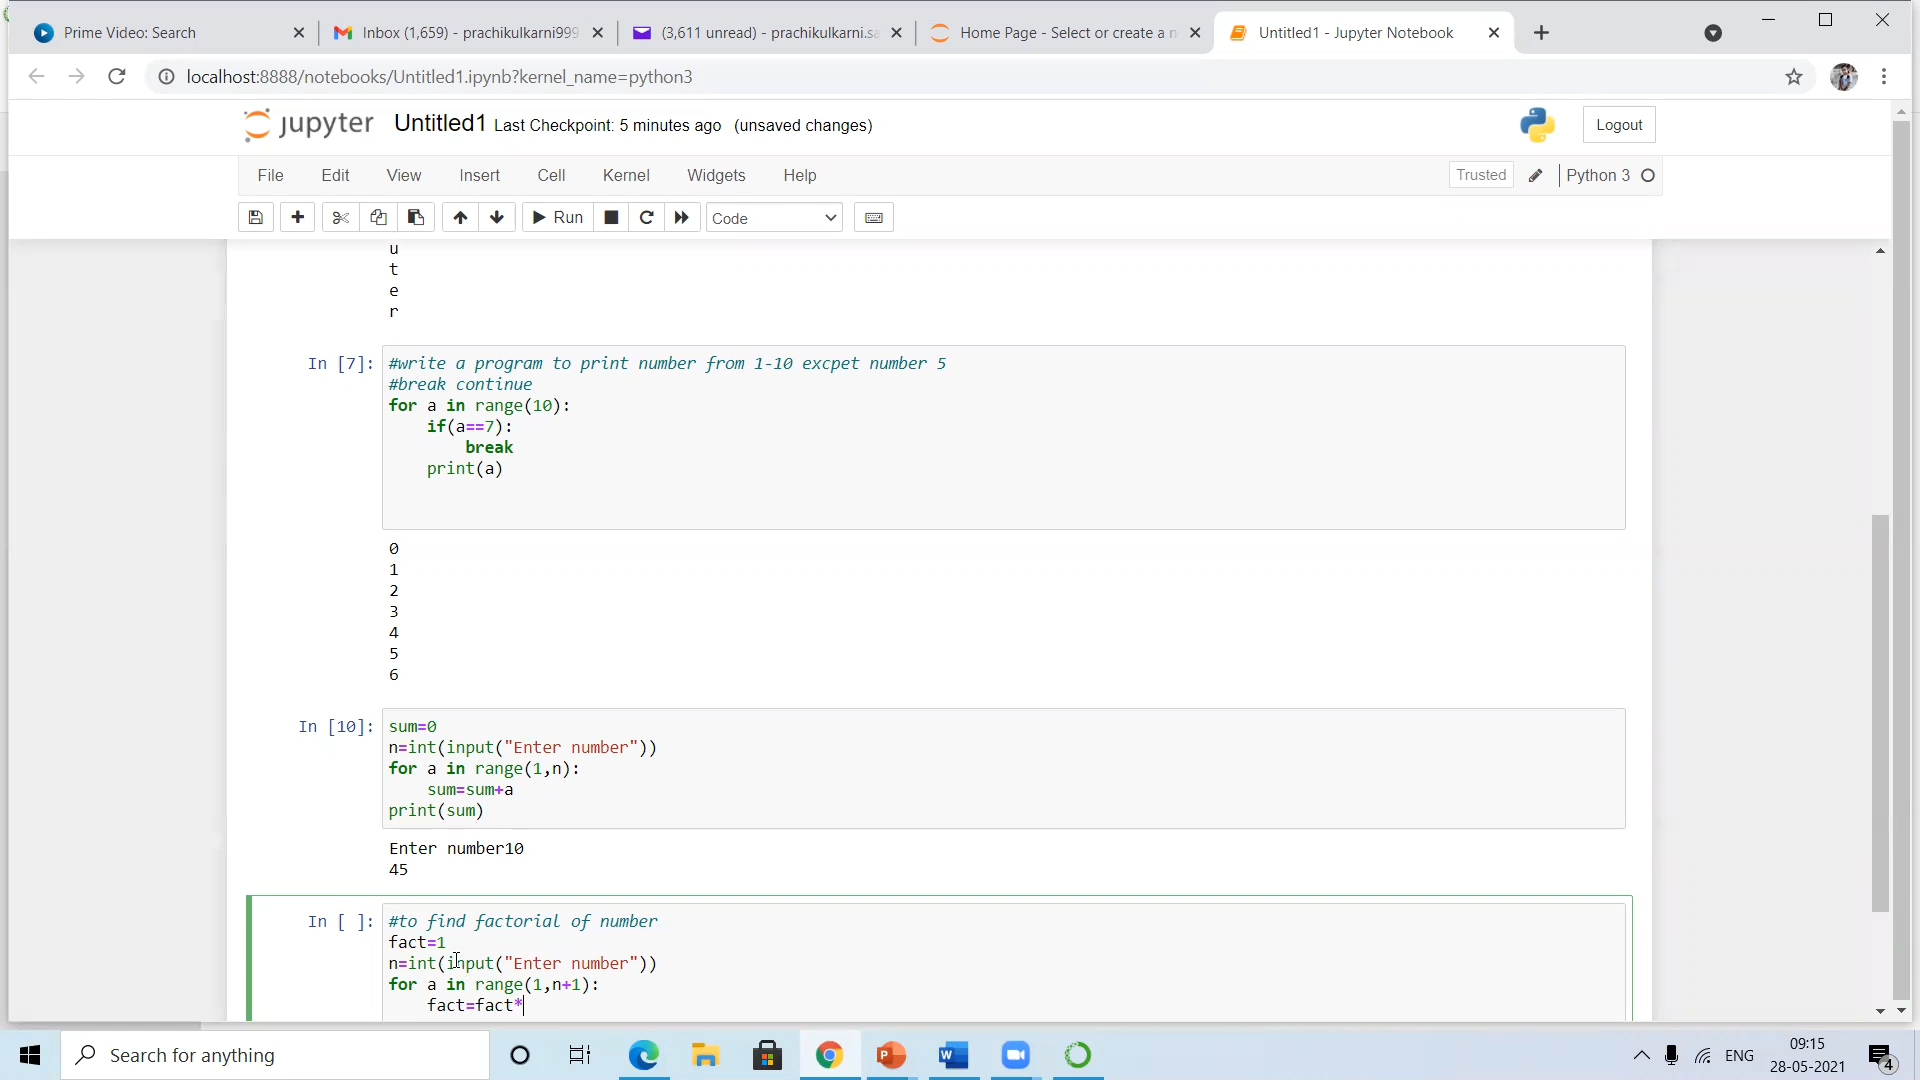 Prime Video: Search
Inbox (1,659) - prachikulkarni999
(3,611 unread) - prachikulkarni.sa
Home Page - Select or create a n
Untitled1 - Jupyter Notebook
localhost:8888/notebooks/Untitled1.ipynb?kernel_name=python3
jupyter Untitled1 Last Checkpoint: 5 minutes ago (unsaved changes)
Logout
File Edit View Insert Cell Kernel Widgets Help
Trusted Python 3
Run Code
u
t
e
r
In [7]: #write a program to print number from 1-10 excpet number 5
#break continue
for a in range(10):
    if(a==7):
        break
    print(a)
0
1
2
3
4
5
6
In [10]: sum=0
n=int(input("Enter number"))
for a in range(1,n):
    sum=sum+a
print(sum)
Enter number10
45
In [ ]: #to find factorial of number
fact=1
n=int(input("Enter number"))
for a in range(1,n+1):
    fact=fact*
Search for anything
ENG
09:15
28-05-2021
4